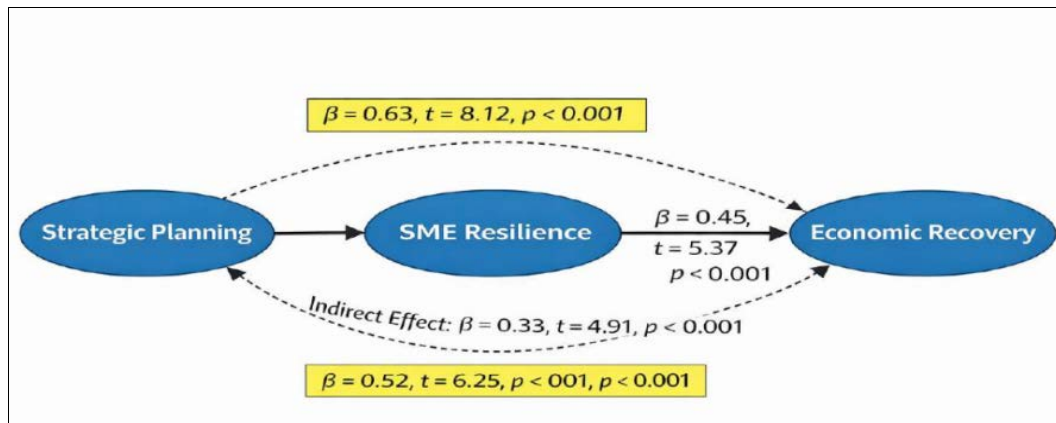 β = 0.63, t = 8.12, p < 0.001
Strategic Planning
SME Resilience
β = 0.45,
t = 5.37
p < 0.001
Economic Recovery
Indirect Effect: β = 0.33, t = 4.91, p < 0.001
β = 0.52, t = 6.25, p < 001, p < 0.001